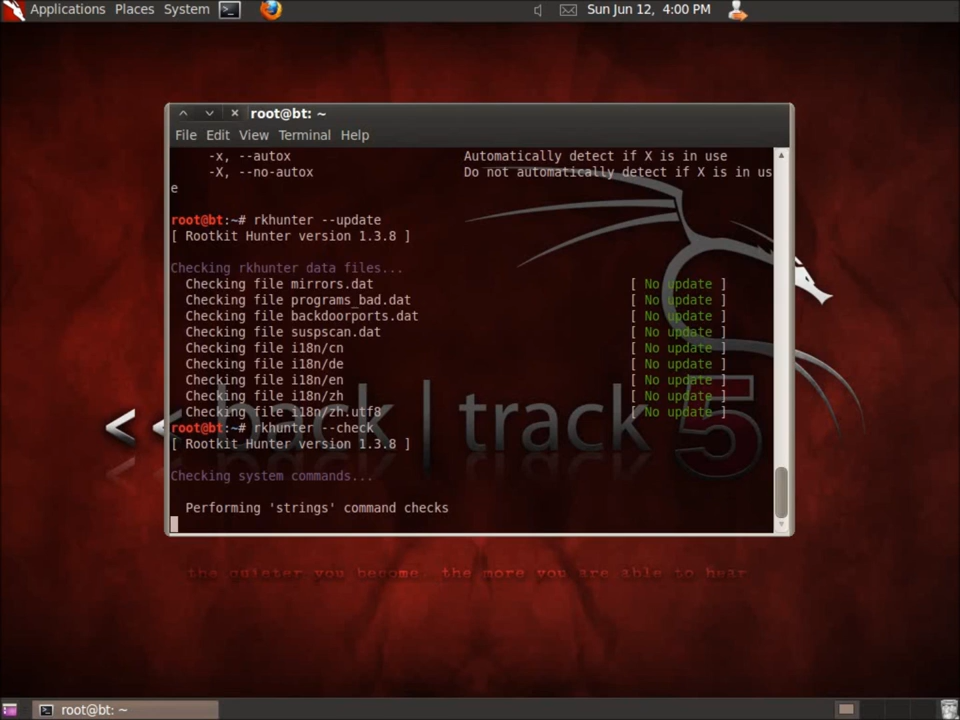 Applications Places System
Sun Jun 12, 4:00 PM
root@bt: ~
File Edit View Terminal Help
-x, --autox Automatically detect if X is in use
-X, --no-autox Do not automatically detect if X is in us
e
root@bt:~# rkhunter --update
[ Rootkit Hunter version 1.3.8 ]
Checking rkhunter data files...
Checking file mirrors.dat [ No update ]
Checking file programs_bad.dat [ No update ]
Checking file backdoorports.dat [ No update ]
Checking file suspscan.dat [ No update ]
Checking file i18n/cn [ No update ]
Checking file i18n/de [ No update ]
Checking file i18n/en [ No update ]
Checking file i18n/zh [ No update ]
Checking file i18n/zh.utf8 [ No update ]
root@bt:~# rkhunter --check
[ Rootkit Hunter version 1.3.8 ]
Checking system commands...
Performing 'strings' command checks
<< back | track 5
the quieter you become, the more you are able to hear
root@bt: ~